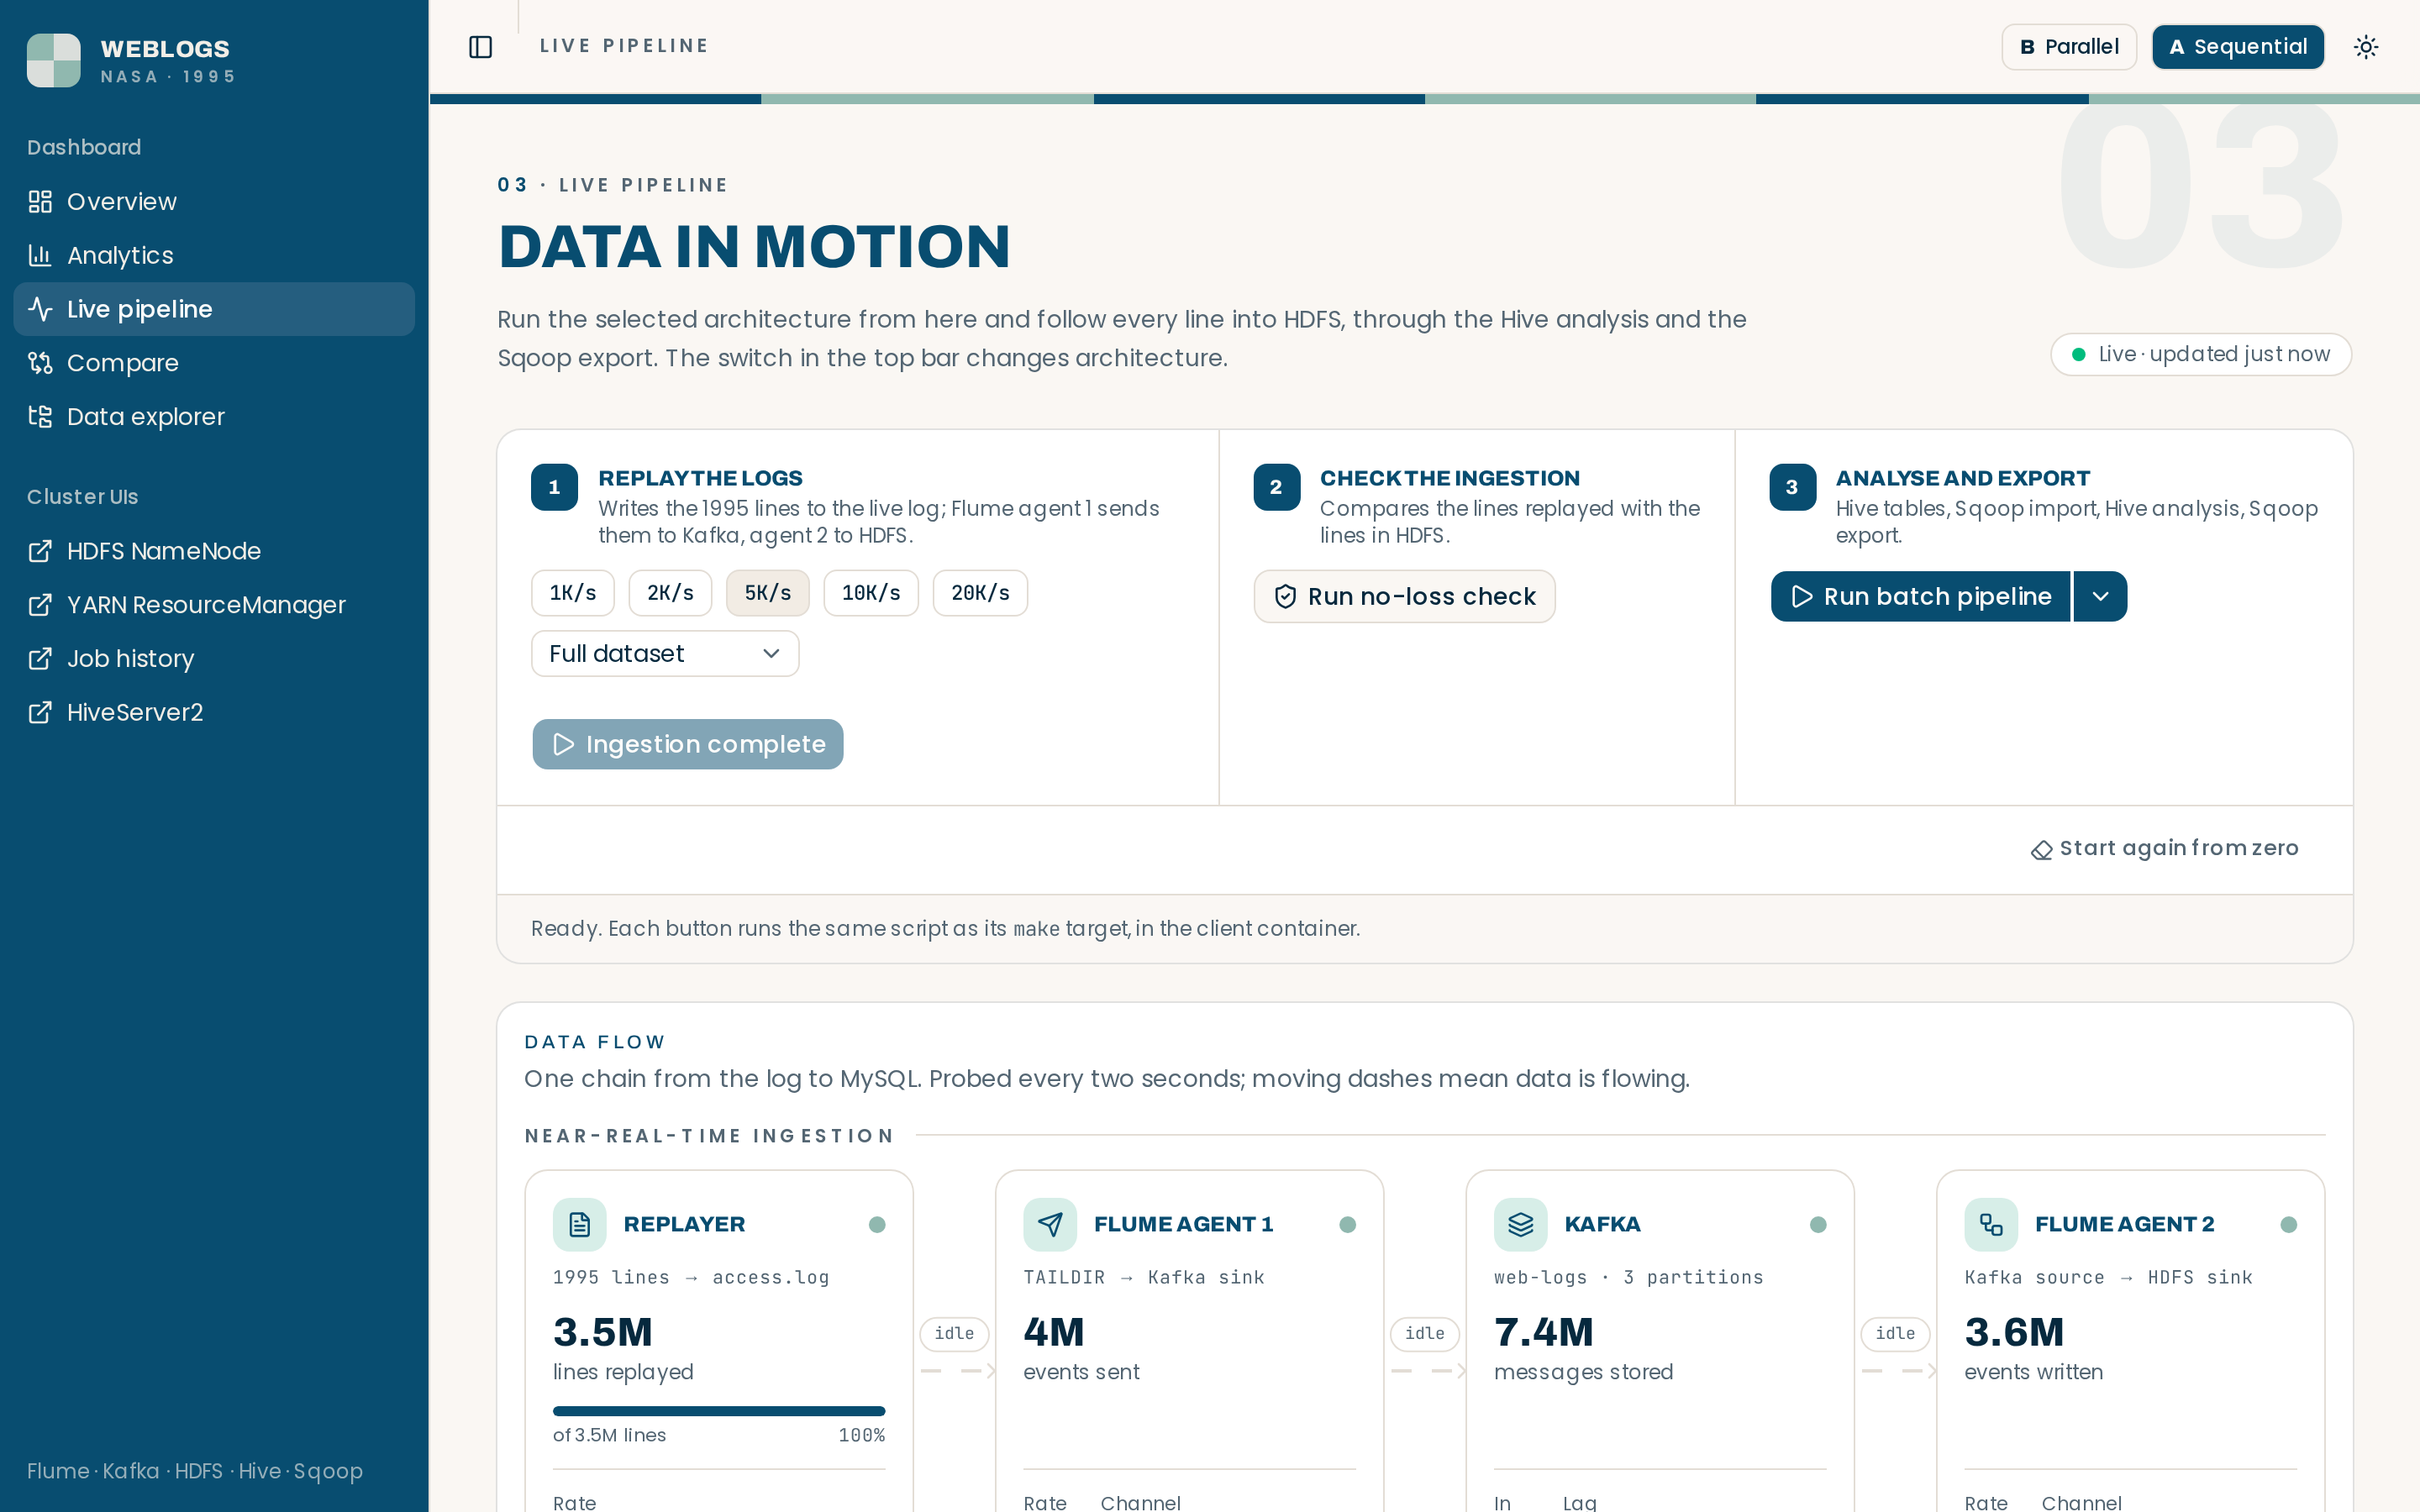 WEBLOGS
NASA · 1995
Dashboard
Overview
Analytics
Live pipeline
Compare
Data explorer
Cluster UIs
HDFS NameNode
YARN ResourceManager
Job history
HiveServer2
Flume · Kafka · HDFS · Hive · Sqoop
LIVE PIPELINE
B Parallel
A Sequential
03
03 · LIVE PIPELINE
DATA IN MOTION
Run the selected architecture from here and follow every line into HDFS, through the Hive analysis and the
Sqoop export. The switch in the top bar changes architecture.
Live · updated just now
1
REPLAY THE LOGS
Writes the 1995 lines to the live log; Flume agent 1 sends
them to Kafka, agent 2 to HDFS.
1K/s
2K/s
5K/s
10K/s
20K/s
Full dataset
Ingestion complete
2
CHECK THE INGESTION
Compares the lines replayed with the
lines in HDFS.
Run no-loss check
3
ANALYSE AND EXPORT
Hive tables, Sqoop import, Hive analysis, Sqoop
export.
Run batch pipeline
Start again from zero
Ready. Each button runs the same script as its make target, in the client container.
DATA FLOW
One chain from the log to MySQL. Probed every two seconds; moving dashes mean data is flowing.
NEAR-REAL-TIME INGESTION
REPLAYER
1995 lines → access.log
3.5M
lines replayed
of 3.5M lines
100%
Rate
idle
FLUME AGENT 1
TAILDIR → Kafka sink
4M
events sent
Rate
Channel
idle
KAFKA
web-logs · 3 partitions
7.4M
messages stored
In
Lag
idle
FLUME AGENT 2
Kafka source → HDFS sink
3.6M
events written
Rate
Channel